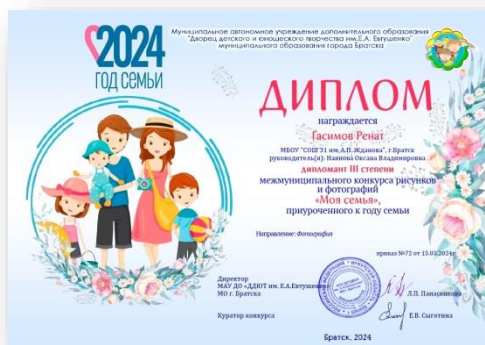 Муниципальное автономное учреждение дополнительного образования
"Дворец детского и юношеского творчества им.Е.А. Евтушенко"
муниципального образования города Братска
2024
ГОД СЕМЬИ
ДИПЛОМ
награждается
Гасимов Ренат
МБОУ "СОШ 31 им.А.П.Жданова", г.Братск
руководитель(и): Наянова Оксана Владимировна
дипломант III степени
межмуниципального конкурса рисунков
и фотографий
«Моя семья»,
приуроченного к году семьи
Направление: Фотография
приказ №72 от 15.03.2024г
Директор
МАУ ДО «ДДЮТ им. Е.А.Евтушенко»
МО г. Братска
Л.П.
Куратор конкурса
Е.В. Сыготина
Братск, 2024